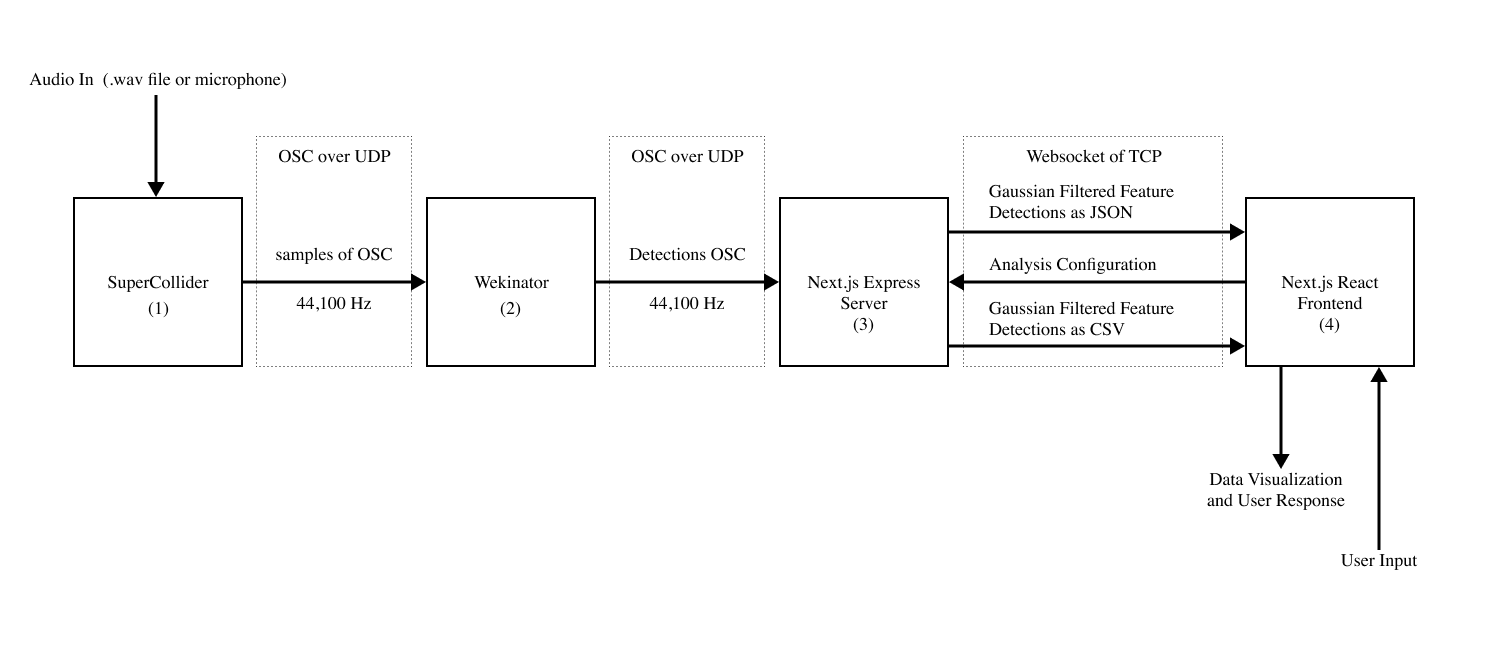 Audio In (.wav file or microphone)
OSC over UDP
OSC over UDP
Websocket of TCP
Gaussian Filtered Feature
Detections as JSON
samples of OSC
Detections OSC
Analysis Configuration
SuperCollider
(1)
44,100 Hz
Wekinator
(2)
44,100 Hz
Next.js Express
Server
(3)
Gaussian Filtered Feature
Detections as CSV
Next.js React
Frontend
(4)
Data Visualization
and User Response
User Input